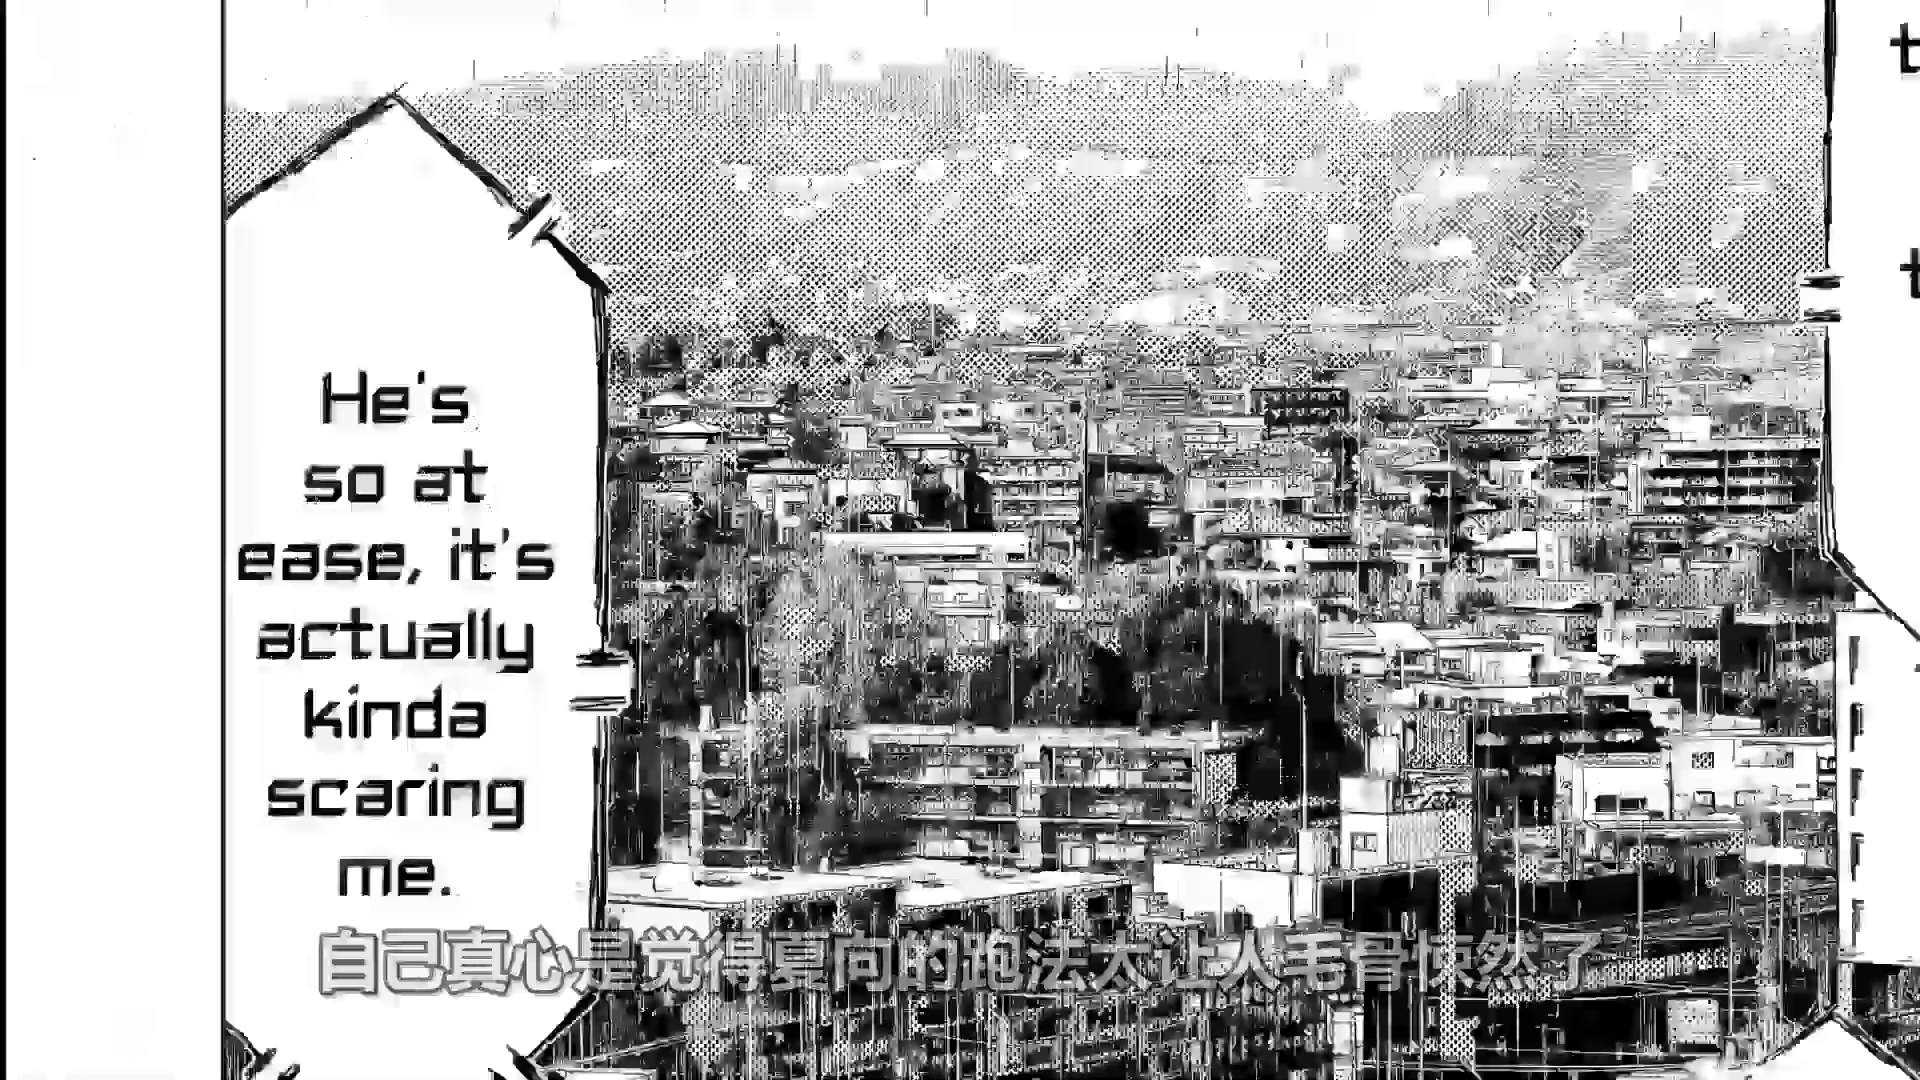 He's
so at
ease, it's
actually
kinda
scaring
me.
自己真心是觉得夏向的跑法太让人毛骨悚然了